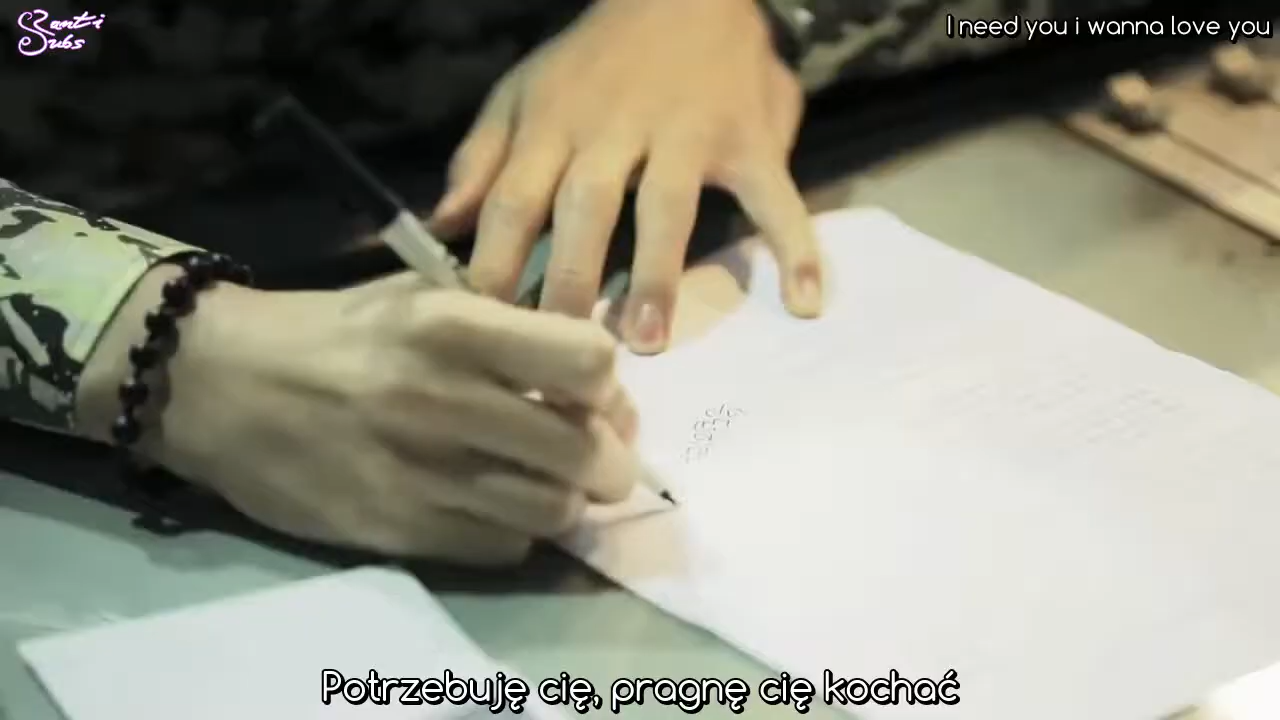 Santi
Subs
I need you i wanna love you
Potrzebuję cię, pragnę cię kochać